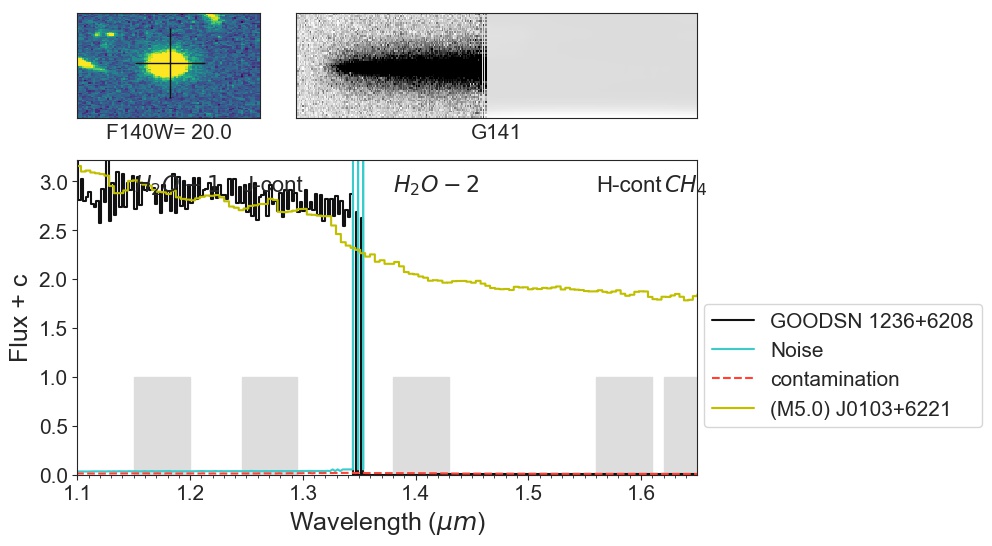 F140W= 20.0
G141
H₂O − 1
J-cont
H₂O − 2
H-cont
CH₄
3.0
2.5
2.0
1.5
1.0
0.5
0.0
Flux + c
1.1
1.2
1.3
1.4
1.5
1.6
Wavelength (μm)
GOODSN 1236+6208
Noise
contamination
(M5.0) J0103+6221